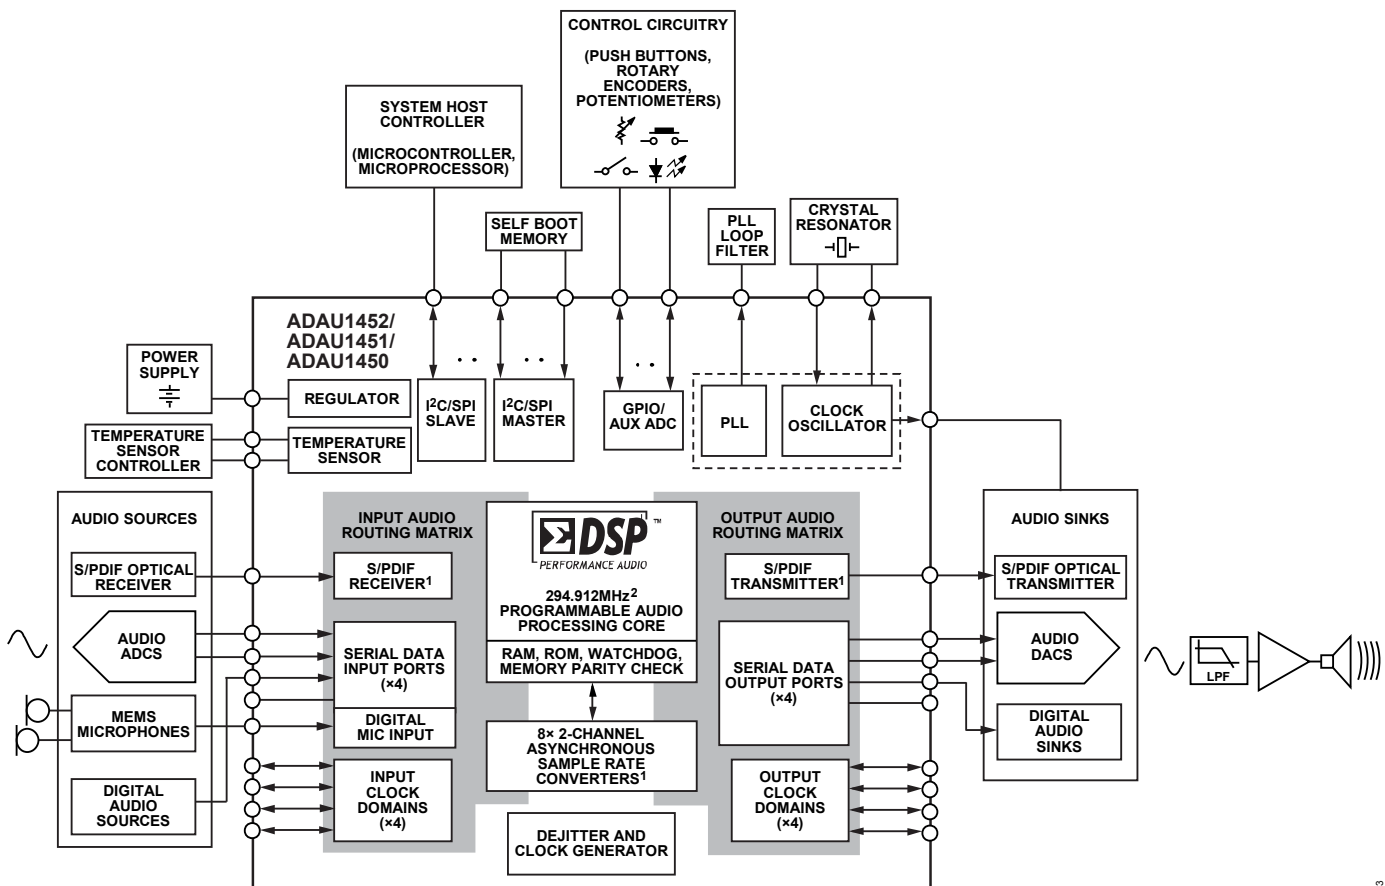 CONTROL CIRCUITRY
(PUSH BUTTONS,
ROTARY
ENCODERS,
POTENTIOMETERS)
SYSTEM HOST
CONTROLLER
(MICROCONTROLLER,
MICROPROCESSOR)
SELF BOOT
MEMORY
PLL
LOOP
FILTER
CRYSTAL
RESONATOR
ADAU1452/
ADAU1451/
ADAU1450
POWER
SUPPLY
REGULATOR
TEMPERATURE
SENSOR
CONTROLLER
TEMPERATURE
SENSOR
I²C/SPI
SLAVE
I²C/SPI
MASTER
GPIO/
AUX ADC
PLL
CLOCK
OSCILLATOR
AUDIO SOURCES
S/PDIF OPTICAL
RECEIVER
AUDIO
ADCS
MEMS
MICROPHONES
DIGITAL
AUDIO
SOURCES
INPUT AUDIO
ROUTING MATRIX
S/PDIF
RECEIVER¹
SERIAL DATA
INPUT PORTS
(×4)
DIGITAL
MIC INPUT
INPUT
CLOCK
DOMAINS
(×4)
ΣDSP™
PERFORMANCE AUDIO
294.912MHz²
PROGRAMMABLE AUDIO
PROCESSING CORE
RAM, ROM, WATCHDOG,
MEMORY PARITY CHECK
8× 2-CHANNEL
ASYNCHRONOUS
SAMPLE RATE
CONVERTERS¹
DEJITTER AND
CLOCK GENERATOR
OUTPUT AUDIO
ROUTING MATRIX
S/PDIF
TRANSMITTER¹
SERIAL DATA
OUTPUT PORTS
(×4)
OUTPUT
CLOCK
DOMAINS
(×4)
AUDIO SINKS
S/PDIF OPTICAL
TRANSMITTER
AUDIO
DACS
DIGITAL
AUDIO
SINKS
LPF
3